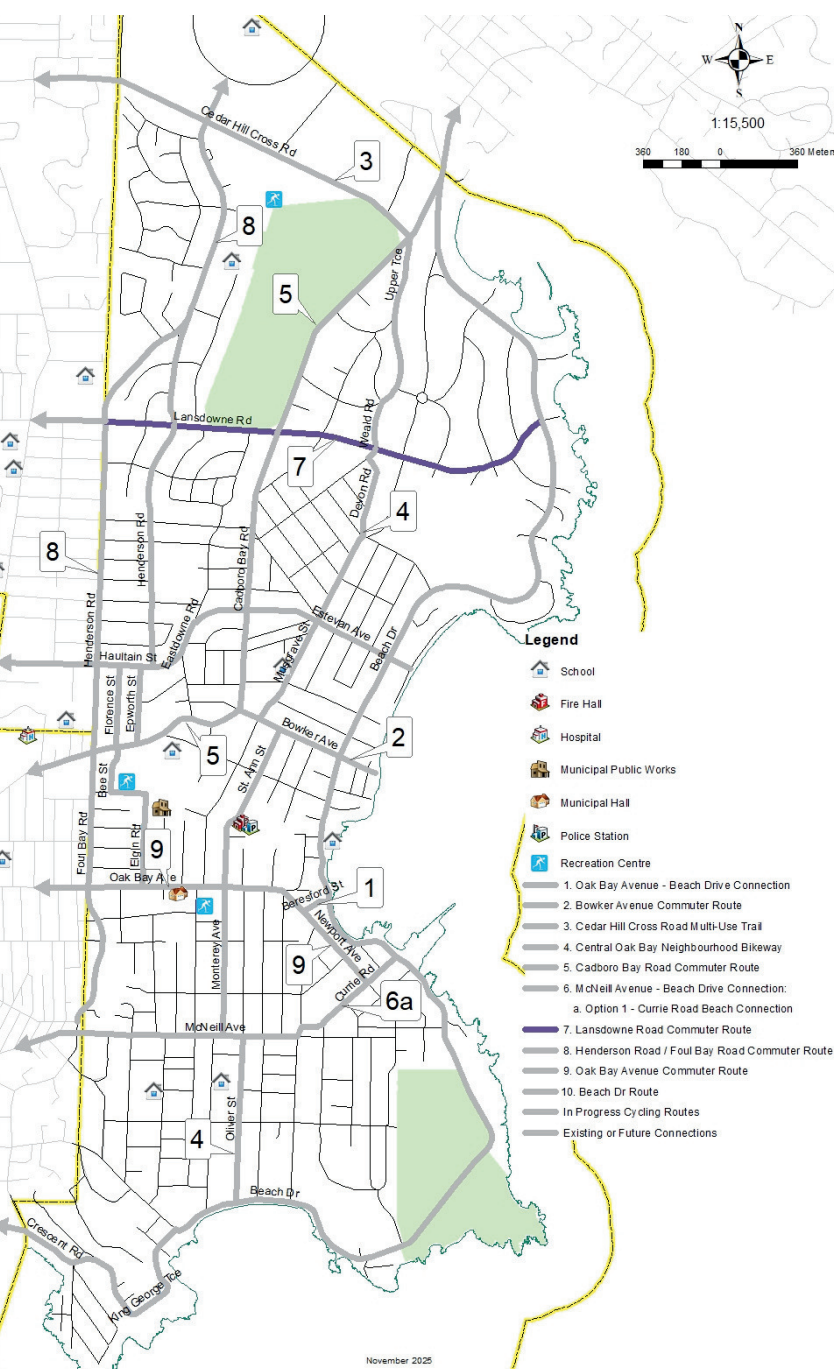 N
W
E
S
1:15,500
360 180 0 360 Meters
Cedar Hill Cross Rd
3
8
Upper Tce
5
Lansdowne Rd
Weald Rd
7
Devon Rd
4
8
Henderson Rd
Cadboro Bay Rd
Henderson Rd
Eastdowne Rd
Estevan Ave
Musgrave St
Beach Dr
Haultain St
Florence St
Epworth St
Bowker Ave
2
5
St. Ann St
Bee St
Foul Bay Rd
Elgin Rd
9
Oak Bay Ave
Beresford St
1
Newport Ave
9
Monterey Ave
Currie Rd
6a
McNeill Ave
Oliver St
4
Beach Dr
Crescent Rd
King George Tce
Legend
School
Fire Hall
Hospital
Municipal Public Works
Municipal Hall
Police Station
Recreation Centre
1. Oak Bay Avenue - Beach Drive Connection
2. Bowker Avenue Commuter Route
3. Cedar Hill Cross Road Multi-Use Trail
4. Central Oak Bay Neighbourhood Bikeway
5. Cadboro Bay Road Commuter Route
6. McNeill Avenue - Beach Drive Connection:
a. Option 1 - Currie Road Beach Connection
7. Lansdowne Road Commuter Route
8. Henderson Road / Foul Bay Road Commuter Route
9. Oak Bay Avenue Commuter Route
10. Beach Dr Route
In Progress Cycling Routes
Existing or Future Connections
November 2025